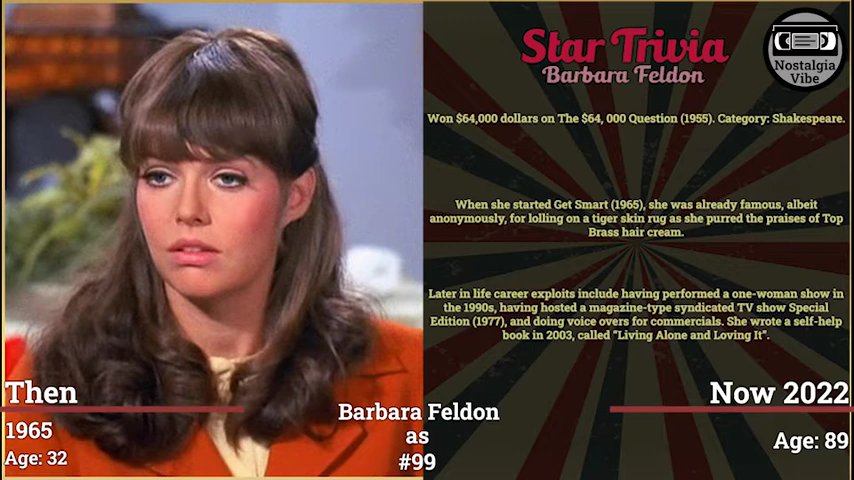 Star Trivia
Barbara Feldon
Nostalgia
Vibe
Won $64,000 dollars on The $64, 000 Question (1955). Category: Shakespeare.
When she started Get Smart (1965), she was already famous, albeit
anonymously, for lolling on a tiger skin rug as she purred the praises of Top
Brass hair cream.
Later in life career exploits include having performed a one-woman show in
the 1990s, having hosted a magazine-type syndicated TV show Special
Edition (1977), and doing voice overs for commercials. She wrote a self-help
book in 2003, called "Living Alone and Loving It".
Then
1965
Age: 32
Barbara Feldon
as
#99
Now 2022
Age: 89